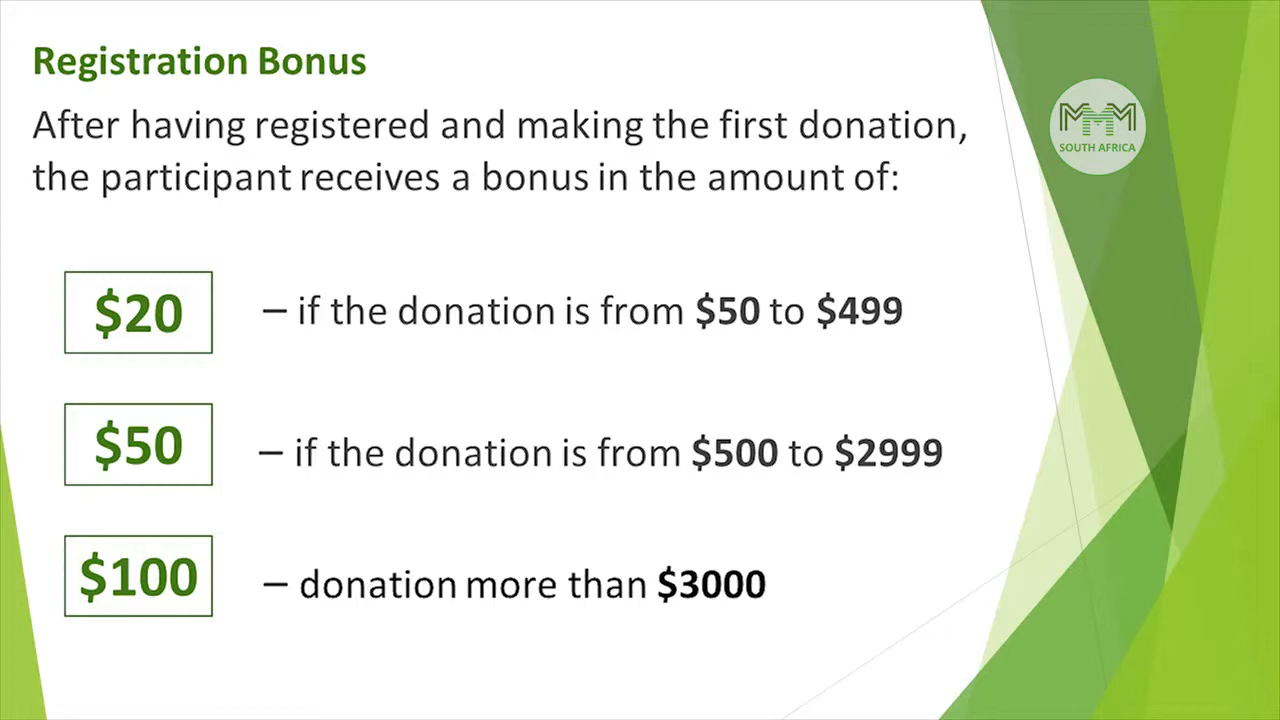 Registration Bonus
After having registered and making the first donation,
the participant receives a bonus in the amount of:
MMM
SOUTH AFRICA
$20 – if the donation is from $50 to $499
$50 – if the donation is from $500 to $2999
$100 – donation more than $3000